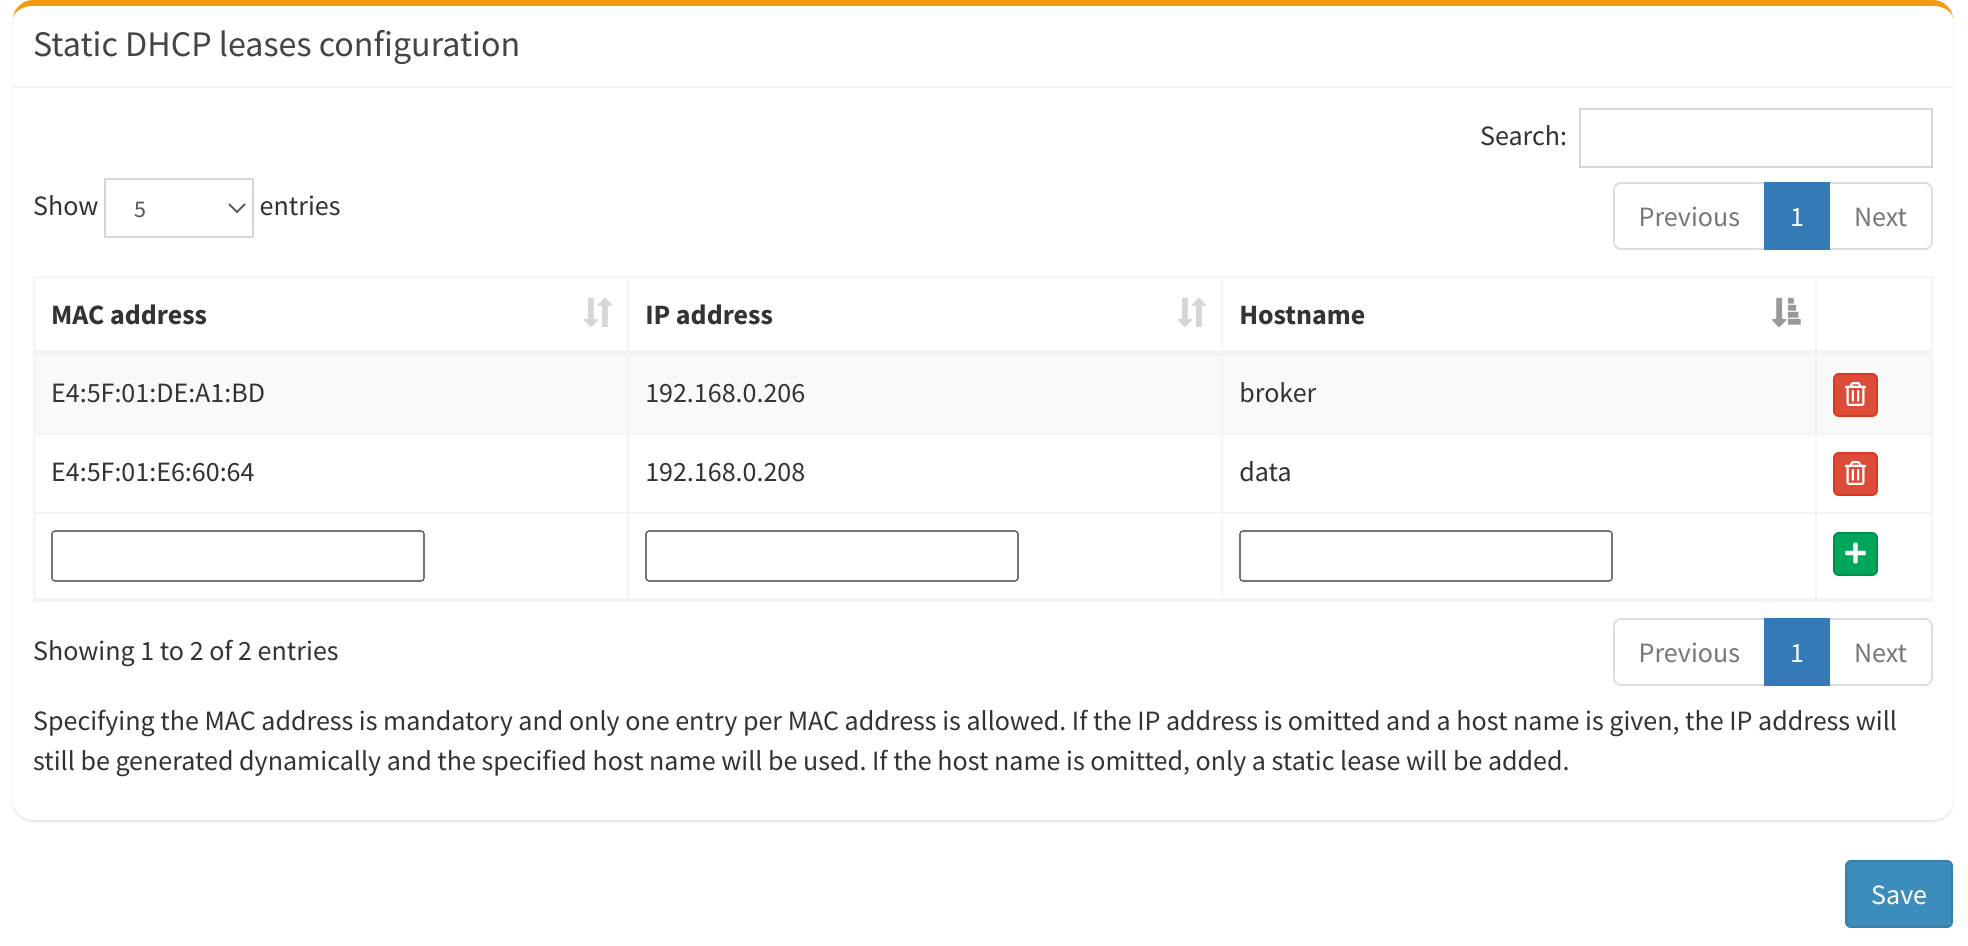 Static DHCP leases configuration
Search:
Show 5 entries
Previous 1 Next
MAC address IP address Hostname
E4:5F:01:DE:A1:BD 192.168.0.206 broker
E4:5F:01:E6:60:64 192.168.0.208 data
Showing 1 to 2 of 2 entries
Previous 1 Next
Specifying the MAC address is mandatory and only one entry per MAC address is allowed. If the IP address is omitted and a host name is given, the IP address will
still be generated dynamically and the specified host name will be used. If the host name is omitted, only a static lease will be added.
Save